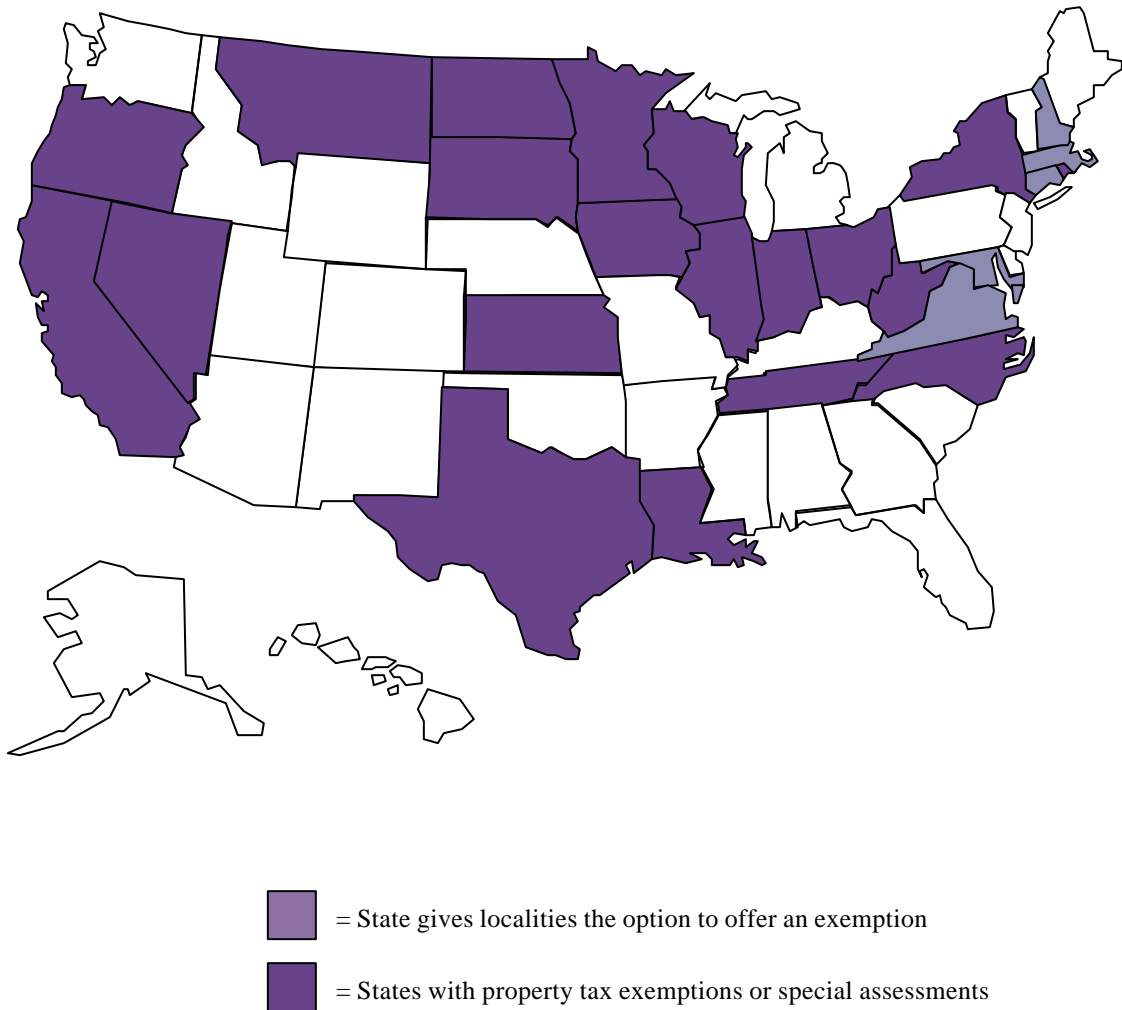 = State gives localities the option to offer an exemption
= States with property tax exemptions or special assessments